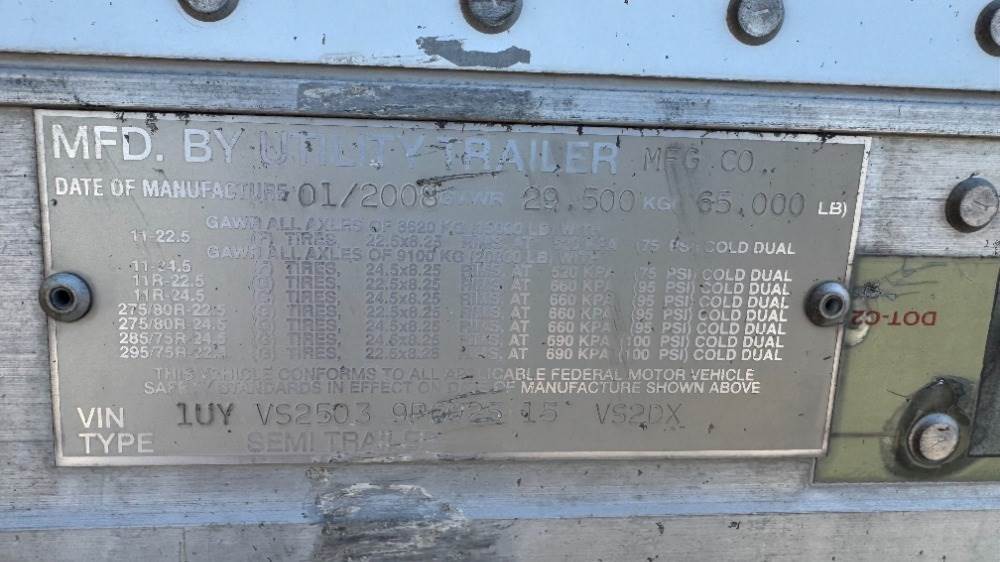 MFD. BY UTILITY TRAILER MFG. CO.
DATE OF MANUFACTURE 01/2008 GVWR 29,500 KG( 65,000 LB)
GAWR ALL AXLES OF 8620 KG LB) WITH
11-22.5 TIRES, 22.5x8.25 RIMS, AT KPA (75 PSI) COLD DUAL
GAWR ALL AXLES OF 9100 KG LB)
11-24.5 TIRES, 24.5x8.25 RIMS, AT 520 KPA (75 PSI) COLD DUAL
11R-22.5 (G) TIRES, 22.5x8.25 RIMS, AT 660 KPA (95 PSI) COLD DUAL
11R-24.5 (G) TIRES, 24.5x8.25 RIMS, AT 660 KPA (95 PSI) COLD DUAL
275/80R-22.5 (G) TIRES, 22.5x8.25 RIMS, AT 660 KPA (95 PSI) COLD DUAL
275/80R-24.5 (G) TIRES, 24.5x8.25 RIMS, AT 660 KPA (95 PSI) COLD DUAL
285/75R-24.5 (G) TIRES, 24.5x8.25 RIMS, AT 690 KPA (100 PSI) COLD DUAL
295/75R-22.5 (G) TIRES, 22.5x8.25 RIMS, AT 690 KPA (100 PSI) COLD DUAL
THIS VEHICLE CONFORMS TO ALL APPLICABLE FEDERAL MOTOR VEHICLE
SAFETY STANDARDS IN EFFECT ON DATE OF MANUFACTURE SHOWN ABOVE
VIN 1UY VS2503 15 VS2DX
TYPE SEMI TRAILER
DOT-C2